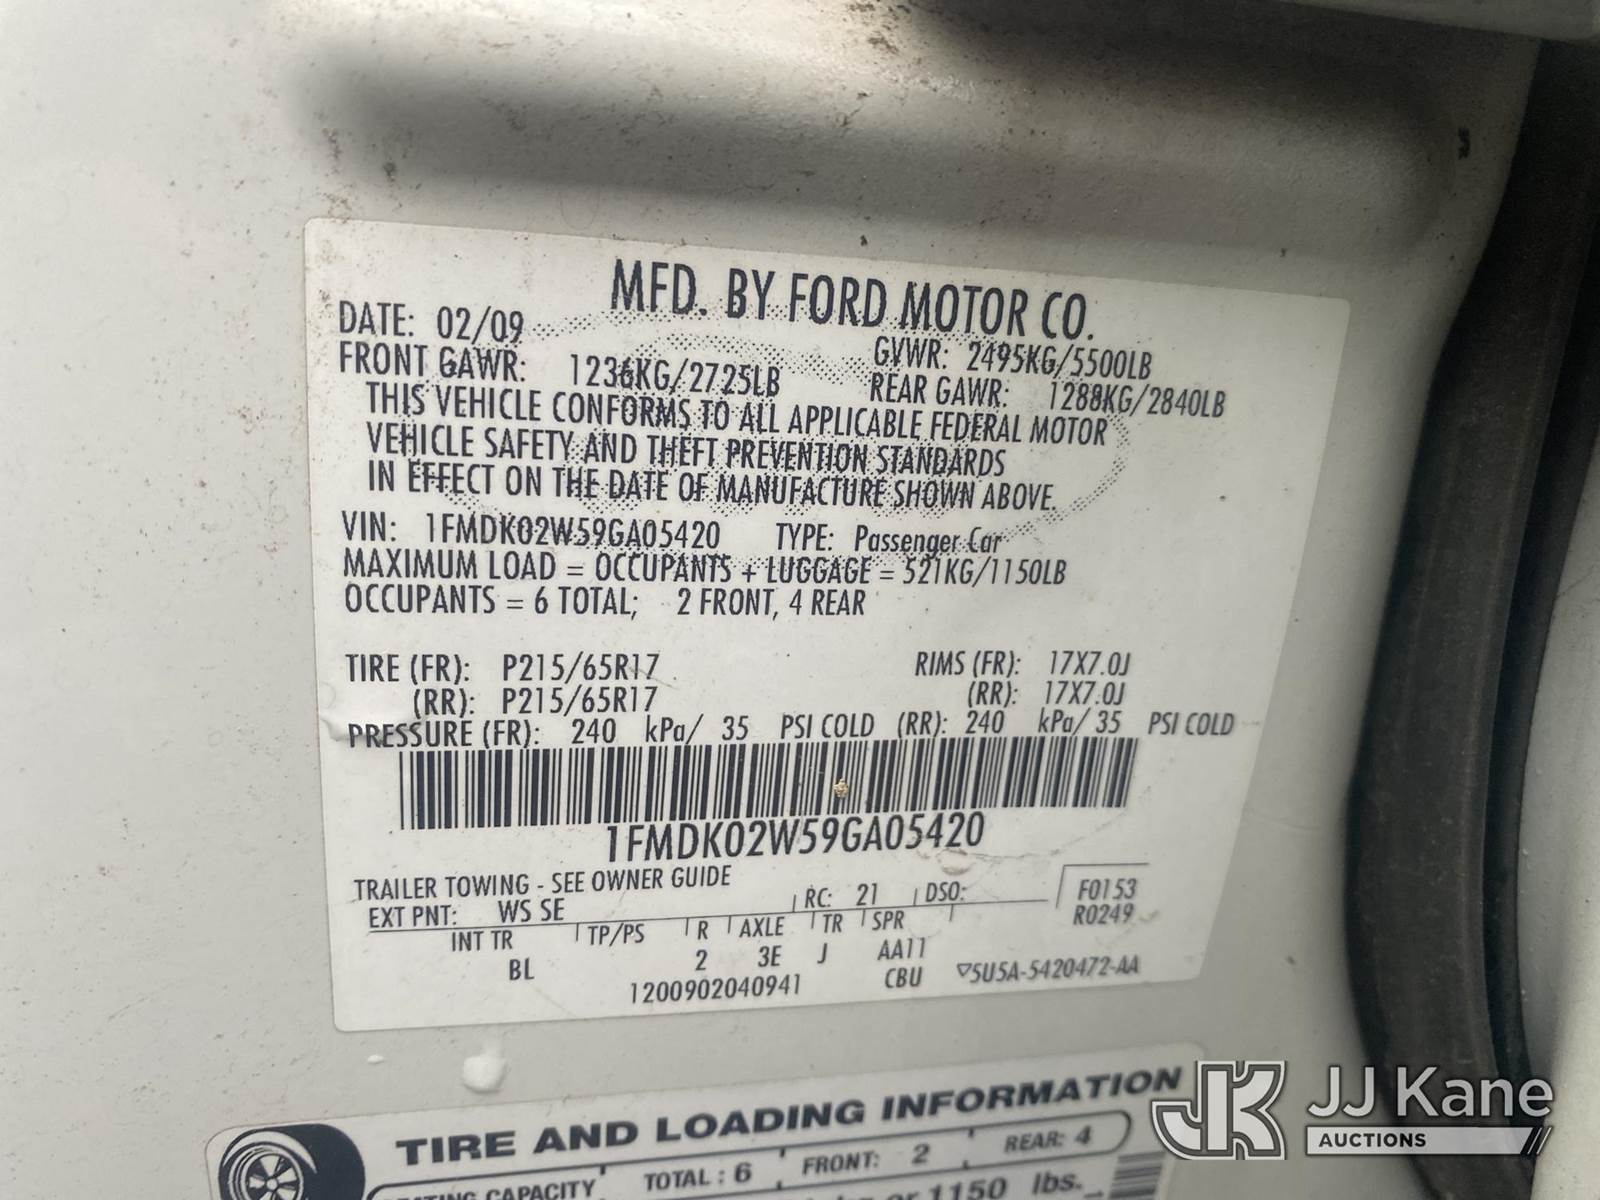 MFD. BY FORD MOTOR CO.
DATE: 02/09 GVWR: 2495KG/5500LB
FRONT GAWR: 1236KG/2725LB REAR GAWR: 1288KG/2840LB
THIS VEHICLE CONFORMS TO ALL APPLICABLE FEDERAL MOTOR
VEHICLE SAFETY AND THEFT PREVENTION STANDARDS
IN EFFECT ON THE DATE OF MANUFACTURE SHOWN ABOVE.
VIN: 1FMDK02W59GA05420 TYPE: Passenger Car
MAXIMUM LOAD = OCCUPANTS + LUGGAGE = 521KG/1150LB
OCCUPANTS = 6 TOTAL; 2 FRONT, 4 REAR
TIRE (FR): P215/65R17 RIMS (FR): 17X7.0J
(RR): P215/65R17 (RR): 17X7.0J
PRESSURE (FR): 240 kPa/ 35 PSI COLD (RR): 240 kPa/ 35 PSI COLD
1FMDK02W59GA05420
TRAILER TOWING - SEE OWNER GUIDE
EXT PNT: WS SE RC: 21 DSO: F0153
R0249
INT TR TP/PS R AXLE TR SPR
BL 2 3E J AA11
1200902040941 CBU ▽5U5A-5420472-AA
TIRE AND LOADING INFORMATION
SEATING CAPACITY TOTAL : 6 FRONT: 2 REAR: 4
or 1150 lbs.
JK JJ Kane
AUCTIONS